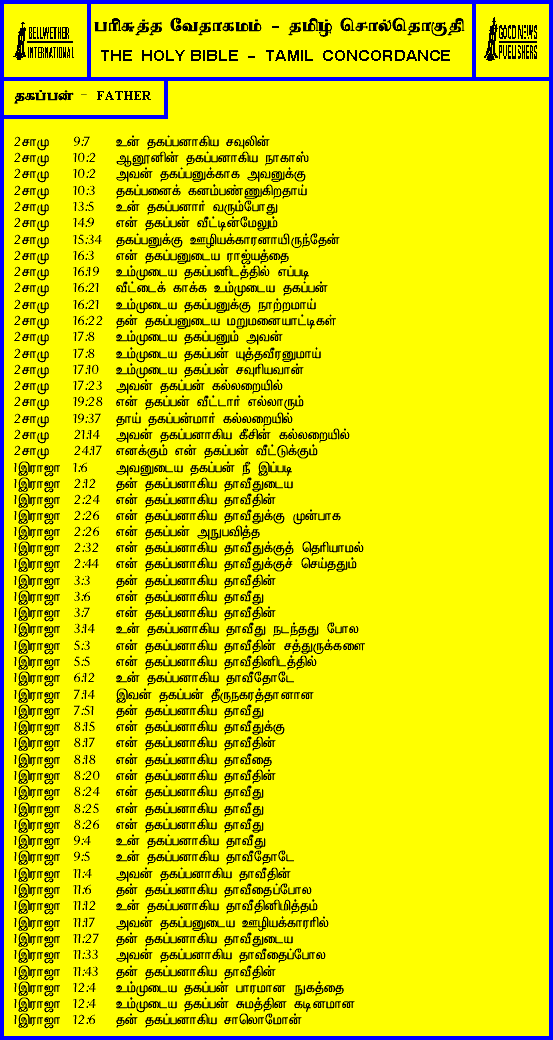 BELLWETHER
INTERNATIONAL
பரிசுத்த வேதாகமம் - தமிழ் சொல்தொகுதி
THE HOLY BIBLE - TAMIL CONCORDANCE
GOOD NEWS
PUBLISHERS
தகப்பன் - FATHER
2சாமு 9:7 உன் தகப்பனாகிய சவுலின்
2சாமு 10:2 ஆனூனின் தகப்பனாகிய நாகாஸ்
2சாமு 10:2 அவன் தகப்பனுக்காக அவனுக்கு
2சாமு 10:3 தகப்பனைக் கனம்பண்ணுகிறதாய்
2சாமு 13:5 உன் தகப்பனார் வரும்போது
2சாமு 14:9 என் தகப்பன் வீட்டின்மேலும்
2சாமு 15:34 தகப்பனுக்கு ஊழியக்காரனாயிருந்தேன்
2சாமு 16:3 என் தகப்பனுடைய ராஜ்யத்தை
2சாமு 16:19 உம்முடைய தகப்பனிடத்தில் எப்படி
2சாமு 16:21 வீட்டைக் காக்க உம்முடைய தகப்பன்
2சாமு 16:21 உம்முடைய தகப்பனுக்கு நாற்றமாய்
2சாமு 16:22 தன் தகப்பனுடைய மறுமனையாட்டிகள்
2சாமு 17:8 உம்முடைய தகப்பனும் அவன்
2சாமு 17:8 உம்முடைய தகப்பன் யுத்தவீரனுமாய்
2சாமு 17:10 உம்முடைய தகப்பன் சவுரியவான்
2சாமு 17:23 அவன் தகப்பன் கல்லறையில்
2சாமு 19:28 என் தகப்பன் வீட்டார் எல்லாரும்
2சாமு 19:37 தாய் தகப்பன்மார் கல்லறையில்
2சாமு 21:14 அவன் தகப்பனாகிய கீசின் கல்லறையில்
2சாமு 24:17 எனக்கும் என் தகப்பன் வீட்டுக்கும்
1இராஜா 1:6 அவனுடைய தகப்பன் நீ இப்படி
1இராஜா 2:12 தன் தகப்பனாகிய தாவீதுடைய
1இராஜா 2:24 என் தகப்பனாகிய தாவீதின்
1இராஜா 2:26 என் தகப்பனாகிய தாவீதுக்கு முன்பாக
1இராஜா 2:26 என் தகப்பன் அநுபவித்த
1இராஜா 2:32 என் தகப்பனாகிய தாவீதுக்குத் தெரியாமல்
1இராஜா 2:44 என் தகப்பனாகிய தாவீதுக்குச் செய்ததும்
1இராஜா 3:3 தன் தகப்பனாகிய தாவீதின்
1இராஜா 3:6 என் தகப்பனாகிய தாவீது
1இராஜா 3:7 என் தகப்பனாகிய தாவீதின்
1இராஜா 3:14 உன் தகப்பனாகிய தாவீது நடந்தது போல
1இராஜா 5:3 என் தகப்பனாகிய தாவீதின் சத்துருக்களை
1இராஜா 5:5 என் தகப்பனாகிய தாவீதினிடத்தில்
1இராஜா 6:12 உன் தகப்பனாகிய தாவீதோடே
1இராஜா 7:14 இவன் தகப்பன் தீருநகரத்தானான
1இராஜா 7:51 தன் தகப்பனாகிய தாவீது
1இராஜா 8:15 என் தகப்பனாகிய தாவீதுக்கு
1இராஜா 8:17 என் தகப்பனாகிய தாவீதின்
1இராஜா 8:18 என் தகப்பனாகிய தாவீதை
1இராஜா 8:20 என் தகப்பனாகிய தாவீதின்
1இராஜா 8:24 என் தகப்பனாகிய தாவீது
1இராஜா 8:25 என் தகப்பனாகிய தாவீது
1இராஜா 8:26 என் தகப்பனாகிய தாவீது
1இராஜா 9:4 உன் தகப்பனாகிய தாவீது
1இராஜா 9:5 உன் தகப்பனாகிய தாவீதோடே
1இராஜா 11:4 அவன் தகப்பனாகிய தாவீதின்
1இராஜா 11:6 தன் தகப்பனாகிய தாவீதைப்போல
1இராஜா 11:12 உன் தகப்பனாகிய தாவீதினிமித்தம்
1இராஜா 11:17 அவன் தகப்பனுடைய ஊழியக்காரரில்
1இராஜா 11:27 தன் தகப்பனாகிய தாவீதுடைய
1இராஜா 11:33 அவன் தகப்பனாகிய தாவீதைப்போல
1இராஜா 11:43 தன் தகப்பனாகிய தாவீதின்
1இராஜா 12:4 உம்முடைய தகப்பன் பாரமான நுகத்தை
1இராஜா 12:4 உம்முடைய தகப்பன் சுமத்தின கடினமான
1இராஜா 12:6 தன் தகப்பனாகிய சாலொமோன்